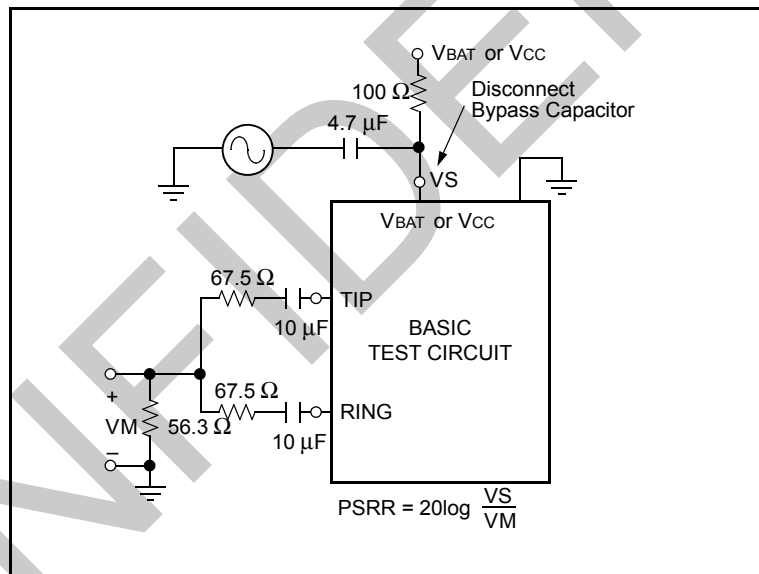 VBAT or VCC
100 Ω
Disconnect
Bypass Capacitor
4.7 μF
VS
VBAT or VCC
67.5 Ω
TIP
10 μF
BASIC
TEST CIRCUIT
67.5 Ω
RING
+
VM
56.3 Ω
10 μF
–
PSRR = 20log VS
VM
NFIDE